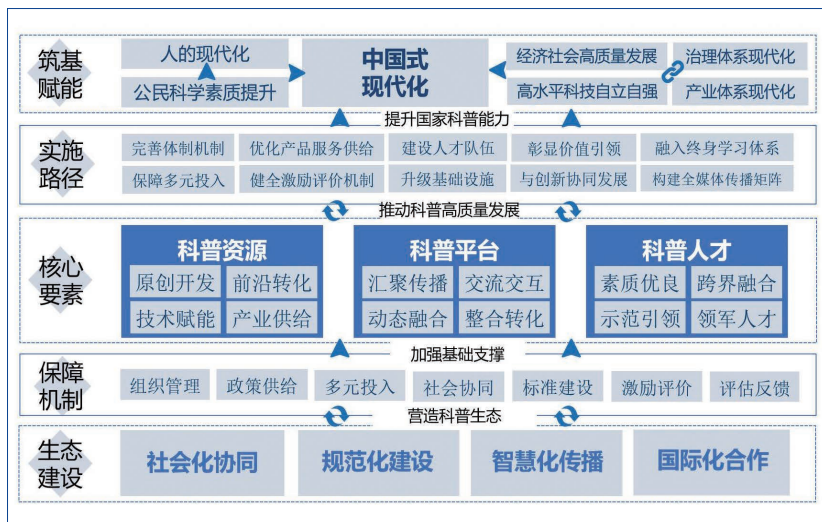 筑基
赋能
人的现代化
公民科学素质提升
中国式
现代化
经济社会高质量发展
治理体系现代化
高水平科技自立自强
产业体系现代化
提升国家科普能力
实施
路径
完善体制机制
优化产品服务供给
建设人才队伍
彰显价值引领
融入终身学习体系
保障多元投入
健全激励评价机制
升级基础设施
与创新协同发展
构建全媒体传播矩阵
推动科普高质量发展
核心
要素
科普资源
原创开发
前沿转化
技术赋能
产业供给
科普平台
汇聚传播
交流交互
动态融合
整合转化
科普人才
素质优良
跨界融合
示范引领
领军人才
加强基础支撑
保障
机制
组织管理
政策供给
多元投入
社会协同
标准建设
激励评价
评估反馈
营造科普生态
生态
建设
社会化协同
规范化建设
智慧化传播
国际化合作